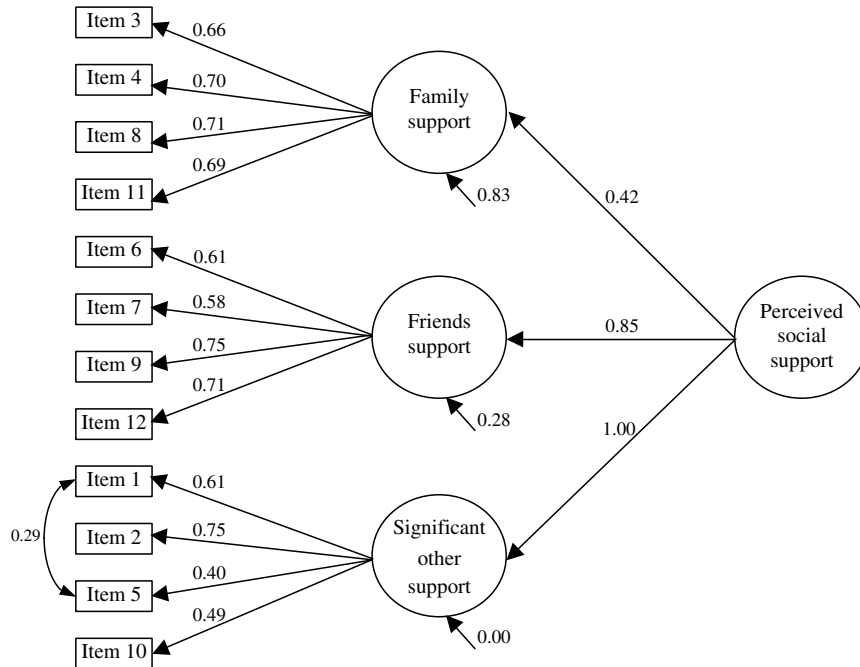 Item 3
0.66
Item 4
0.70
Item 8
0.71
Item 11
0.69
Family
support
0.83
0.42
Item 6
0.61
Item 7
0.58
Item 9
0.75
Item 12
0.71
Friends
support
0.28
0.85
Perceived
social
support
1.00
Item 1
0.61
Item 2
0.75
0.29
Item 5
0.40
Item 10
0.49
Significant
other
support
0.00